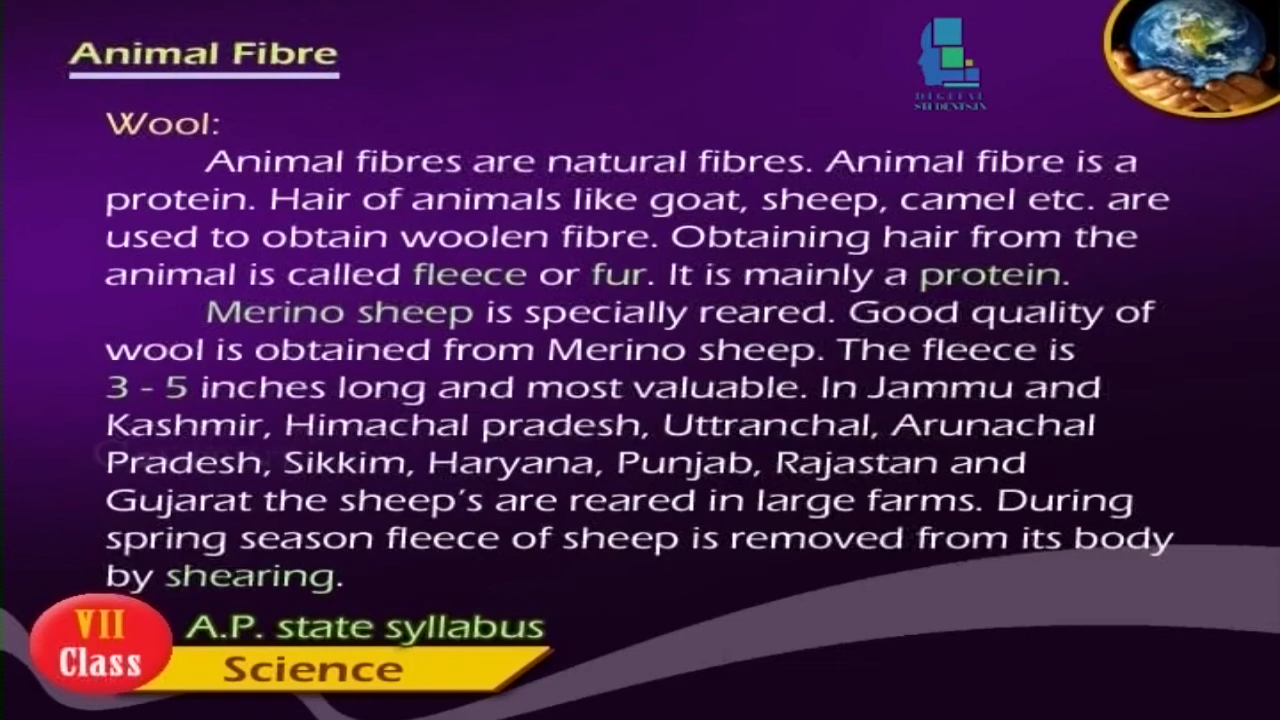 Animal Fibre
DIGITAL
STUDENTS.IN
Wool:
Animal fibres are natural fibres. Animal fibre is a
protein. Hair of animals like goat, sheep, camel etc. are
used to obtain woolen fibre. Obtaining hair from the
animal is called fleece or fur. It is mainly a protein.
Merino sheep is specially reared. Good quality of
wool is obtained from Merino sheep. The fleece is
3 - 5 inches long and most valuable. In Jammu and
Kashmir, Himachal pradesh, Uttranchal, Arunachal
Pradesh, Sikkim, Haryana, Punjab, Rajastan and
Gujarat the sheep's are reared in large farms. During
spring season fleece of sheep is removed from its body
by shearing.
VII
Class
A.P. state syllabus
Science